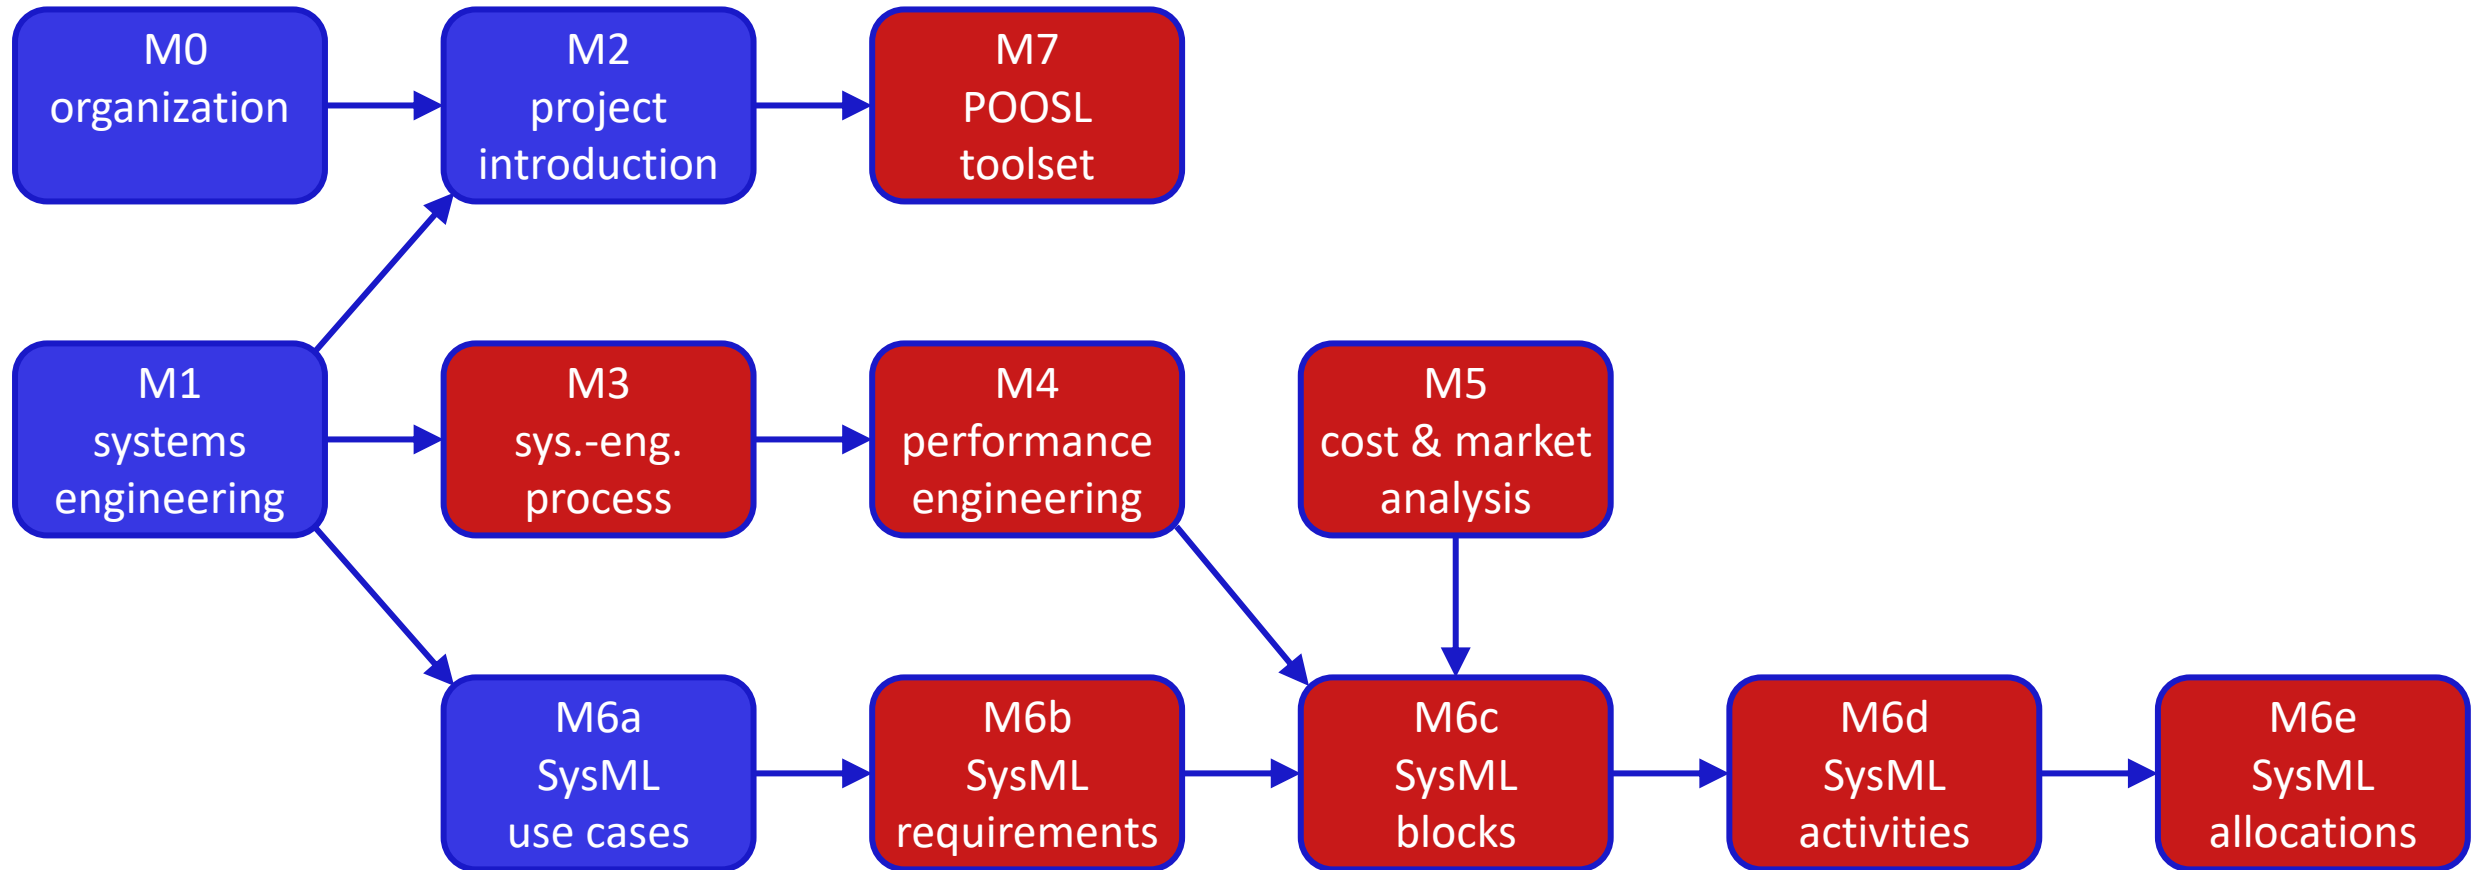 M0
organization
M2
project
introduction
M7
POOSL
toolset
M1
systems
engineering
M3
sys.-eng.
process
M4
performance
engineering
M5
cost & market
analysis
M6a
SysML
use cases
M6b
SysML
requirements
M6c
SysML
blocks
M6d
SysML
activities
M6e
SysML
allocations